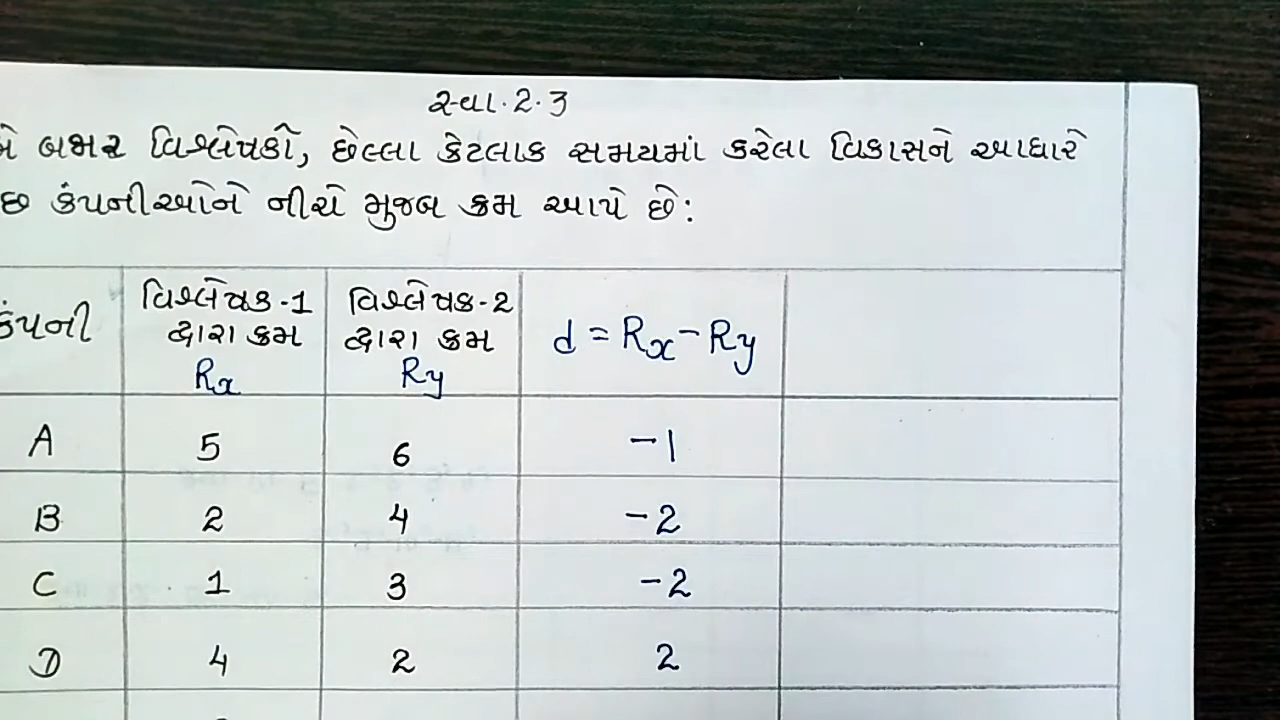 સ્વા.2.3
બે બજાર વિશ્લેષકો, છેલ્લા કેટલાક સમયમાં કરેલા વિકાસને આધારે
છ કંપનીઓને નીચે મુજબ ક્રમ આપે છે:
કંપની વિશ્લેષક-1 દ્વારા ક્રમ Rx વિશ્લેષક-2 દ્વારા ક્રમ Ry d = Rx - Ry
A 5 6 -1
B 2 4 -2
C 1 3 -2
D 4 2 2